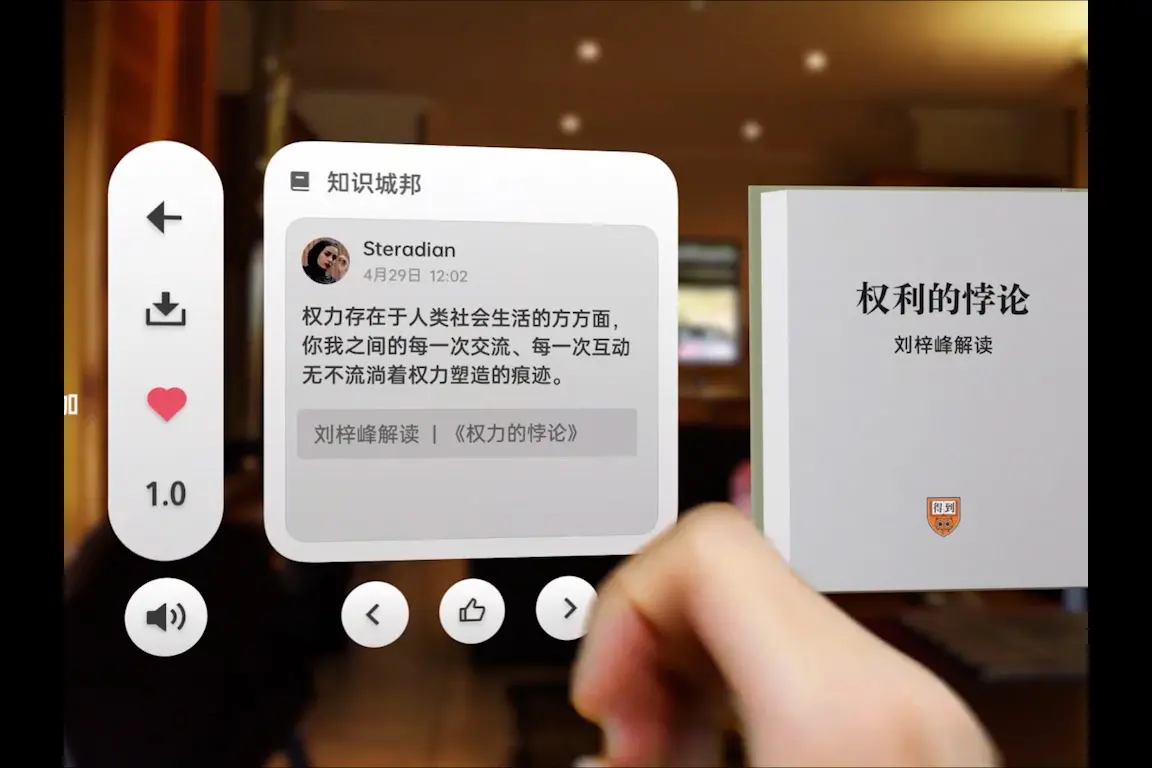 知识城邦
Steradian
4月29日 12:02
权力存在于人类社会生活的方方面，
你我之间的每一次交流、每一次互动
无不流淌着权力塑造的痕迹。
刘梓峰解读 | 《权力的悖论》
1.0
权利的悖论
刘梓峰解读
得到